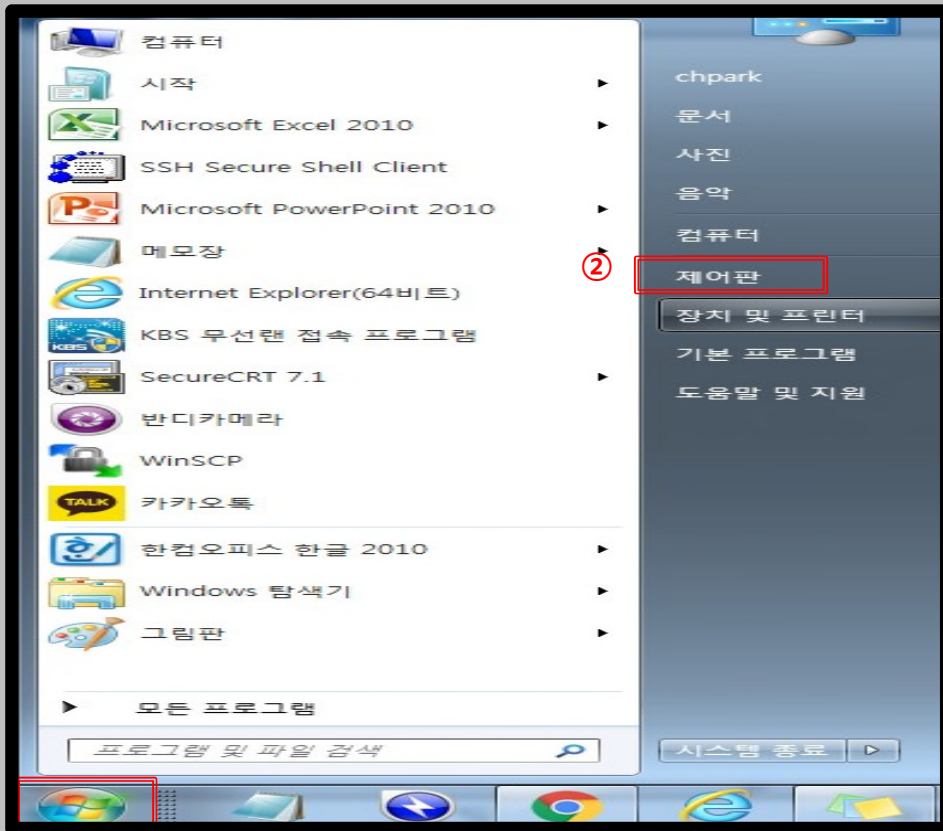 컴퓨터
시작
Microsoft Excel 2010
SSH Secure Shell Client
Microsoft PowerPoint 2010
메모장
Internet Explorer(64비트)
KBS 무선랜 접속 프로그램
KBS
SecureCRT 7.1
반디카메라
WinSCP
TALK
카카오톡
한컴오피스 한글 2010
Windows 탐색기
그림판
모든 프로그램
프로그램 및 파일 검색
chpark
문서
사진
음악
컴퓨터
②
제어판
장치 및 프린터
기본 프로그램
도움말 및 지원
시스템 종료